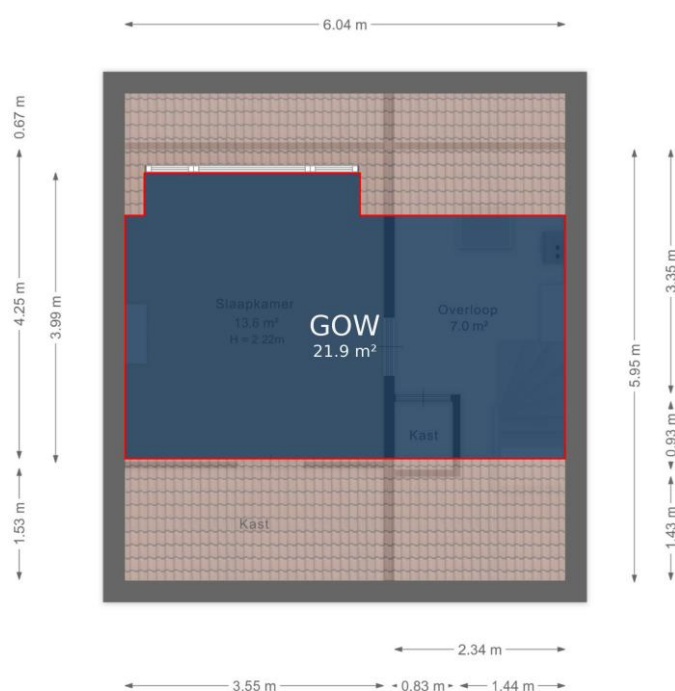 6.04 m
0.67 m
4.25 m
3.99 m
1.53 m
Slaapkamer
13.6 m²
H = 2.22m
GOW
21.9 m²
Overloop
7.0 m²
Kast
Kast
3.35 m
5.95 m
0.93 m
1.43 m
2.34 m
3.55 m
0.83 m
1.44 m